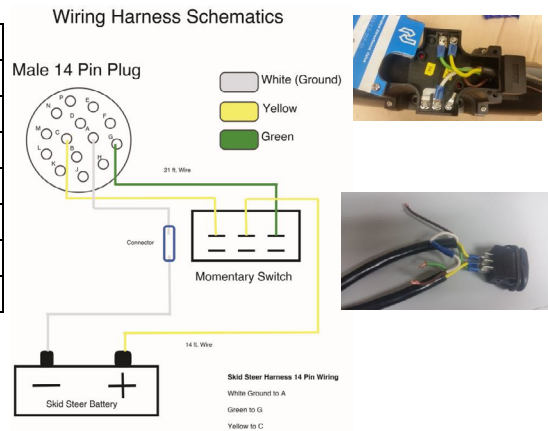 Wiring Harness Schematics
Male 14 Pin Plug
White (Ground)
Yellow
Green
P
E
N
D
F
M
C
A
G
L
B
H
K
J
21 ft. Wire
Connector
Momentary Switch
14 ft. Wire
Skid Steer Battery
Skid Steer Harness 14 Pin Wiring
White Ground to A
Green to G
Yellow to C